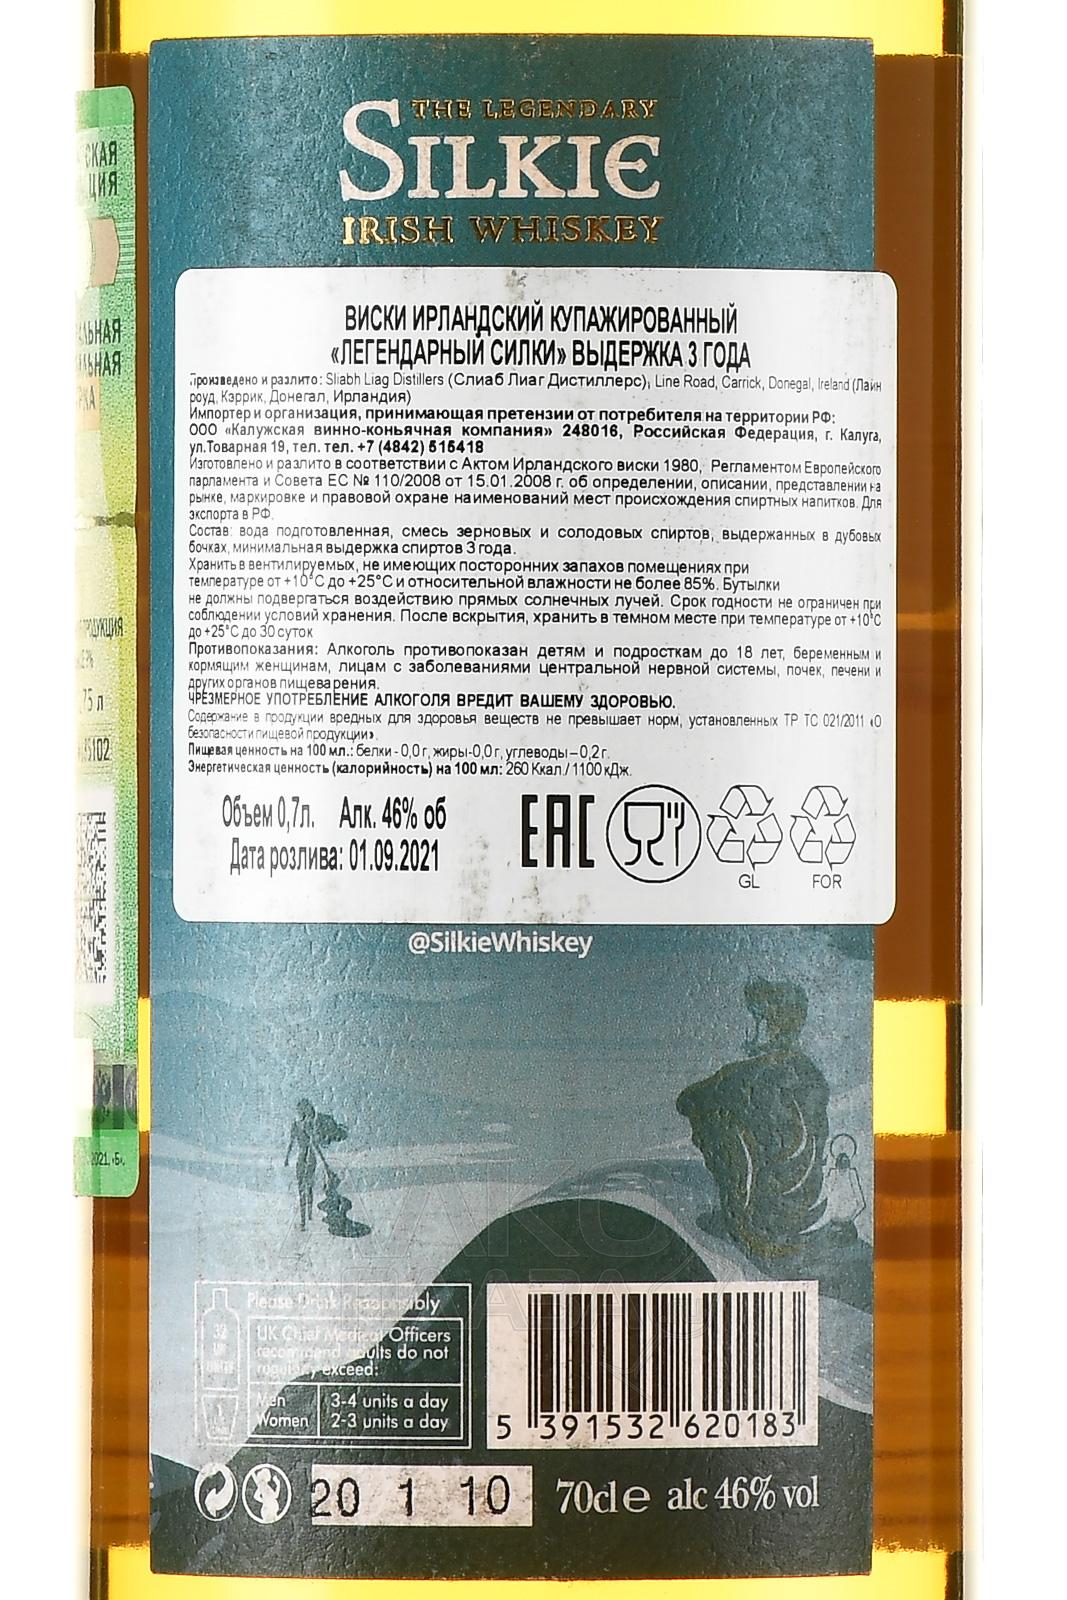 THE LEGENDARY
SILKIE
IRISH WHISKEY
ВИСКИ ИРЛАНДСКИЙ КУПАЖИРОВАННЫЙ
«ЛЕГЕНДАРНЫЙ СИЛКИ» ВЫДЕРЖКА 3 ГОДА
Произведено и разлито: Sliabh Liag Distillers (Слиаб Лиаг Дистиллерс), Line Road, Carrick, Donegal, Ireland (Лайн
роуд, Кэррик, Донегал, Ирландия)
Импортер и организация, принимающая претензии от потребителя на территории РФ:
ООО «Калужская винно-коньячная компания» 248016, Российская Федерация, г. Калуга,
ул.Товарная 19, тел. тел. +7 (4842) 515418
Изготовлено и разлито в соответствии с Актом Ирландского виски 1980, Регламентом Европейского
парламента и Совета ЕС № 110/2008 от 15.01.2008 г. об определении, описании, представлении на
рынке, маркировке и правовой охране наименований мест происхождения спиртных напитков. Для
экспорта в РФ.
Состав: вода подготовленная, смесь зерновых и солодовых спиртов, выдержанных в дубовых
бочках, минимальная выдержка спиртов 3 года.
Хранить в вентилируемых, не имеющих посторонних запахов помещениях при
температуре от +10°С до +25°С и относительной влажности не более 85%. Бутылки
не должны подвергаться воздействию прямых солнечных лучей. Срок годности не ограничен при
соблюдении условий хранения. После вскрытия, хранить в темном месте при температуре от +10°С
до +25°С до 30 суток
Противопоказания: Алкоголь противопоказан детям и подросткам до 18 лет, беременным и
кормящим женщинам, лицам с заболеваниями центральной нервной системы, почек, печени и
других органов пищеварения.
ЧРЕЗМЕРНОЕ УПОТРЕБЛЕНИЕ АЛКОГОЛЯ ВРЕДИТ ВАШЕМУ ЗДОРОВЬЮ.
Содержание в продукции вредных для здоровья веществ не превышает норм, установленных ТР ТС 021/2011 «О
безопасности пищевой продукции».
Пищевая ценность на 100 мл.: белки - 0,0 г, жиры-0,0 г, углеводы – 0,2 г.
Энергетическая ценность (калорийность) на 100 мл: 260 Ккал./ 1100 кДж.
Объем 0,7л. Алк. 46% об
Дата розлива: 01.09.2021
EAC
GL FOR
@SilkieWhiskey
Please Drink Responsibly
UK Chief Medical Officers
recommend adults do not
regularly exceed:
Men 3-4 units a day
Women 2-3 units a day
5 391532 620183
20 1 10
70cl e alc 46% vol